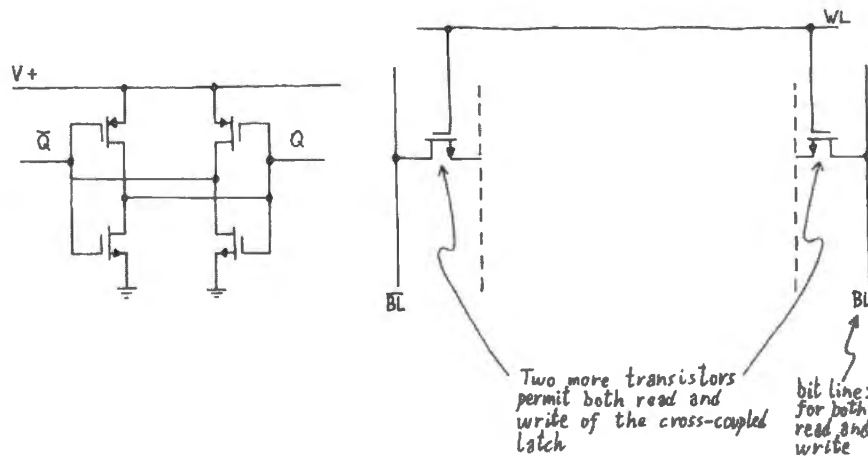 WL
V+
Q̅
Q
B̅L̅
BL
Two more transistors
permit both read and
write of the cross-coupled
latch
bit line
for both
read and
write